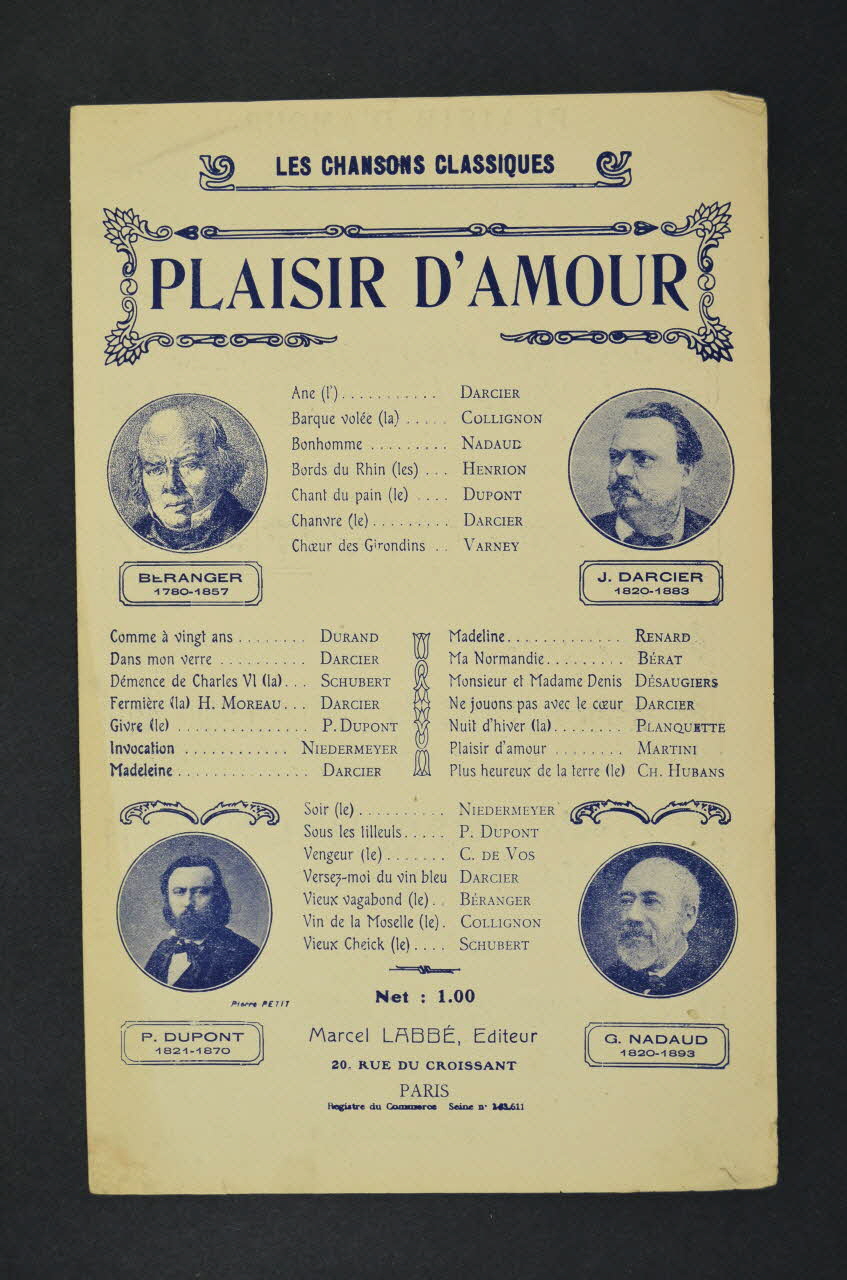 LES CHANSONS CLASSIQUES
PLAISIR D'AMOUR
Ane (l')........... DARCIER
Barque volée (la)..... COLLIGNON
Bonhomme ......... NADAUD
Bords du Rhin (les)... HENRION
Chant du pain (le) .... DUPONT
Chanvre (le)......... DARCIER
Chœur des Girondins .. VARNEY
BÉRANGER
1780-1857
J. DARCIER
1820-1883
Comme à vingt ans ........ DURAND
Dans mon verre .......... DARCIER
Démence de Charles VI (la)... SCHUBERT
Fermière (la) H. MOREAU... DARCIER
Givre (le) ............... P. DUPONT
Invocation ............ NIEDERMEYER
Madeleine............... DARCIER
Madeline............. RENARD
Ma Normandie......... BÉRAT
Monsieur et Madame Denis DÉSAUGIERS
Ne jouons pas avec le cœur DARCIER
Nuit d'hiver (la)........ PLANQUETTE
Plaisir d'amour ........ MARTINI
Plus heureux de la terre (le) CH. HUBANS
Soir (le).......... NIEDERMEYER
Sous les tilleuls..... P. DUPONT
Vengeur (le)....... C. DE VOS
Versez-moi du vin bleu DARCIER
Vieux vagabond (le).. BÉRANGER
Vin de la Moselle (le). COLLIGNON
Vieux Cheick (le).... SCHUBERT
Pierre PETIT
Net : 1.00
P. DUPONT
1821-1870
G. NADAUD
1820-1893
Marcel LABBÉ, Editeur
20, RUE DU CROISSANT
PARIS
Registre du Commerce Seine n°